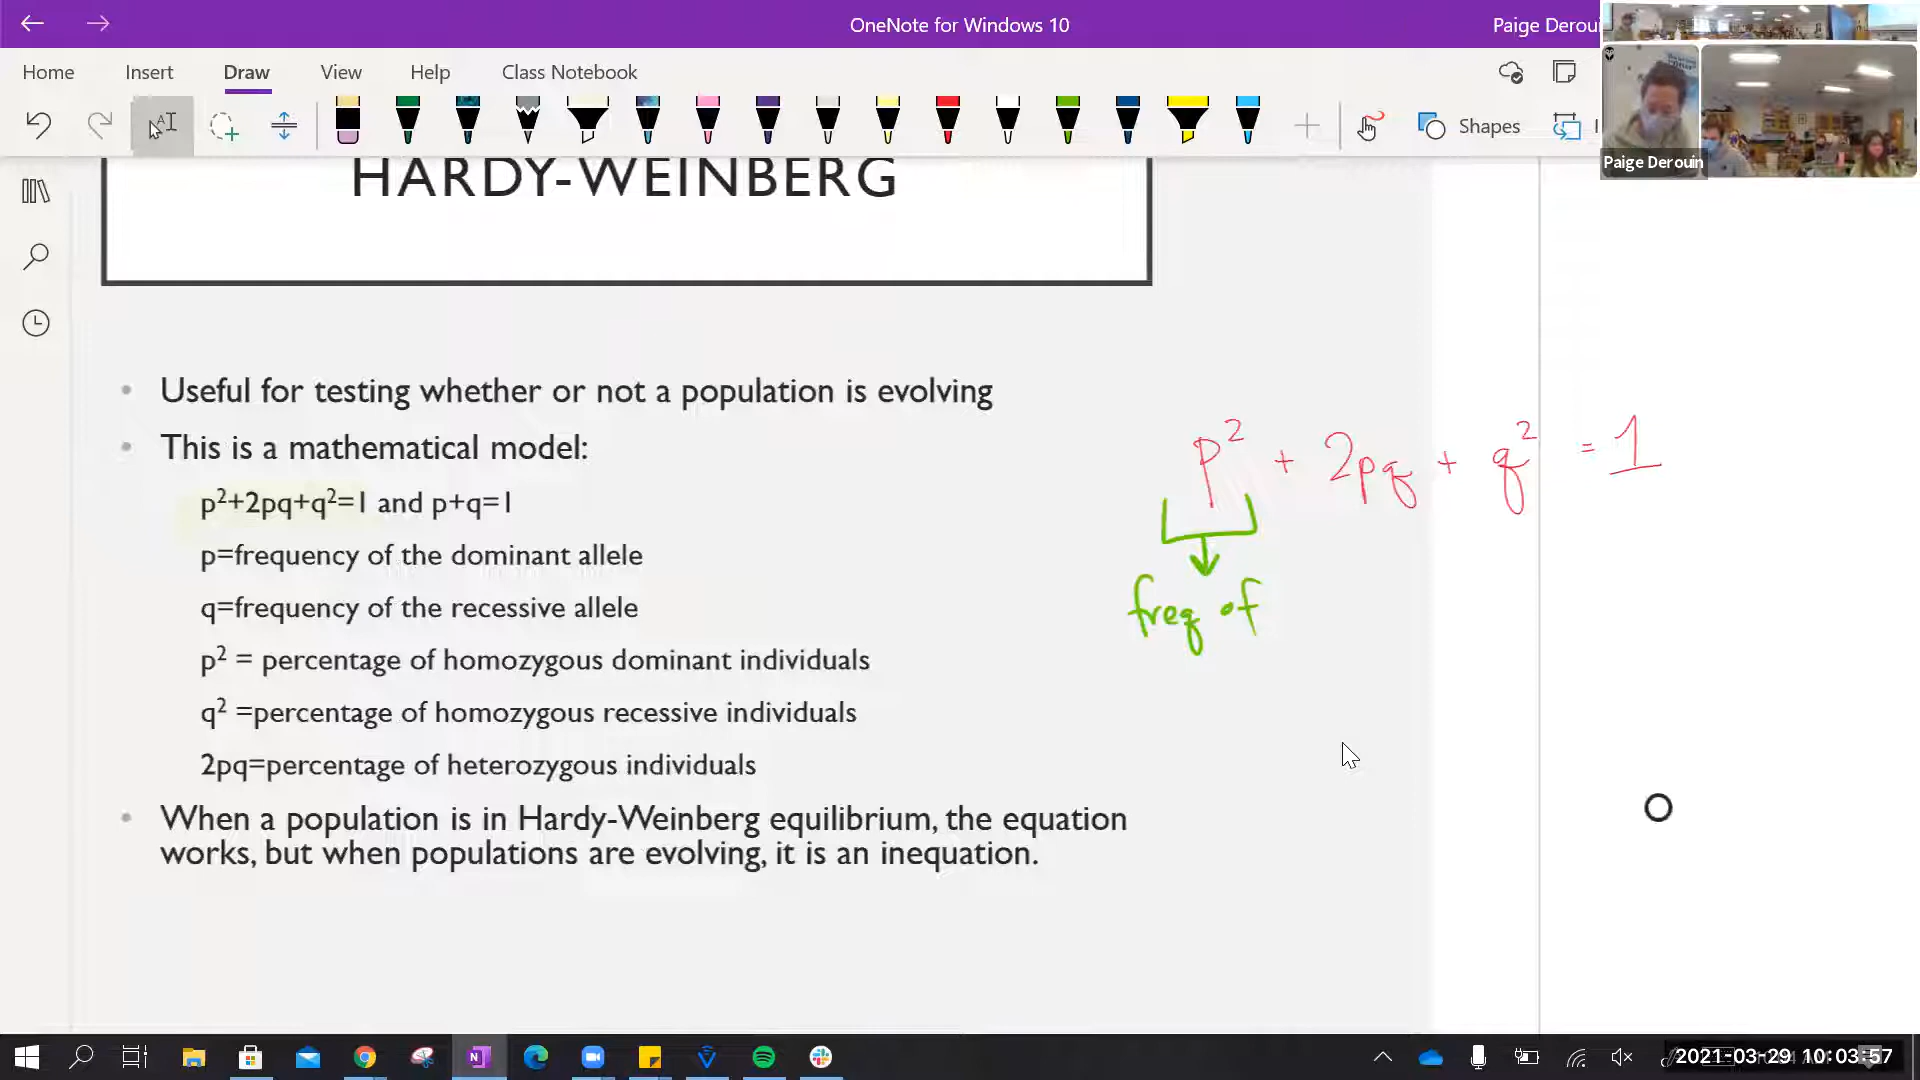 OneNote for Windows 10
Paige Derou
Home Insert Draw View Help Class Notebook
Shapes
Paige Derouin
HARDY-WEINBERG
• Useful for testing whether or not a population is evolving
• This is a mathematical model:
p²+2pq+q²=1 and p+q=1
p=frequency of the dominant allele
q=frequency of the recessive allele
p² = percentage of homozygous dominant individuals
q² =percentage of homozygous recessive individuals
2pq=percentage of heterozygous individuals
• When a population is in Hardy-Weinberg equilibrium, the equation
works, but when populations are evolving, it is an inequation.
p² + 2pq + q² = 1
freq of
2021-03-29 10:03:57